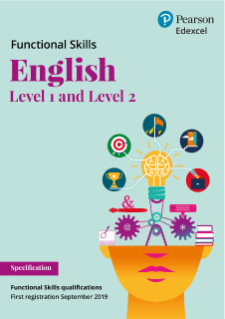 Pearson
Edexcel
Functional Skills
English
Level 1 and Level 2
&
Specification
Functional Skills qualifications
First registration September 2019